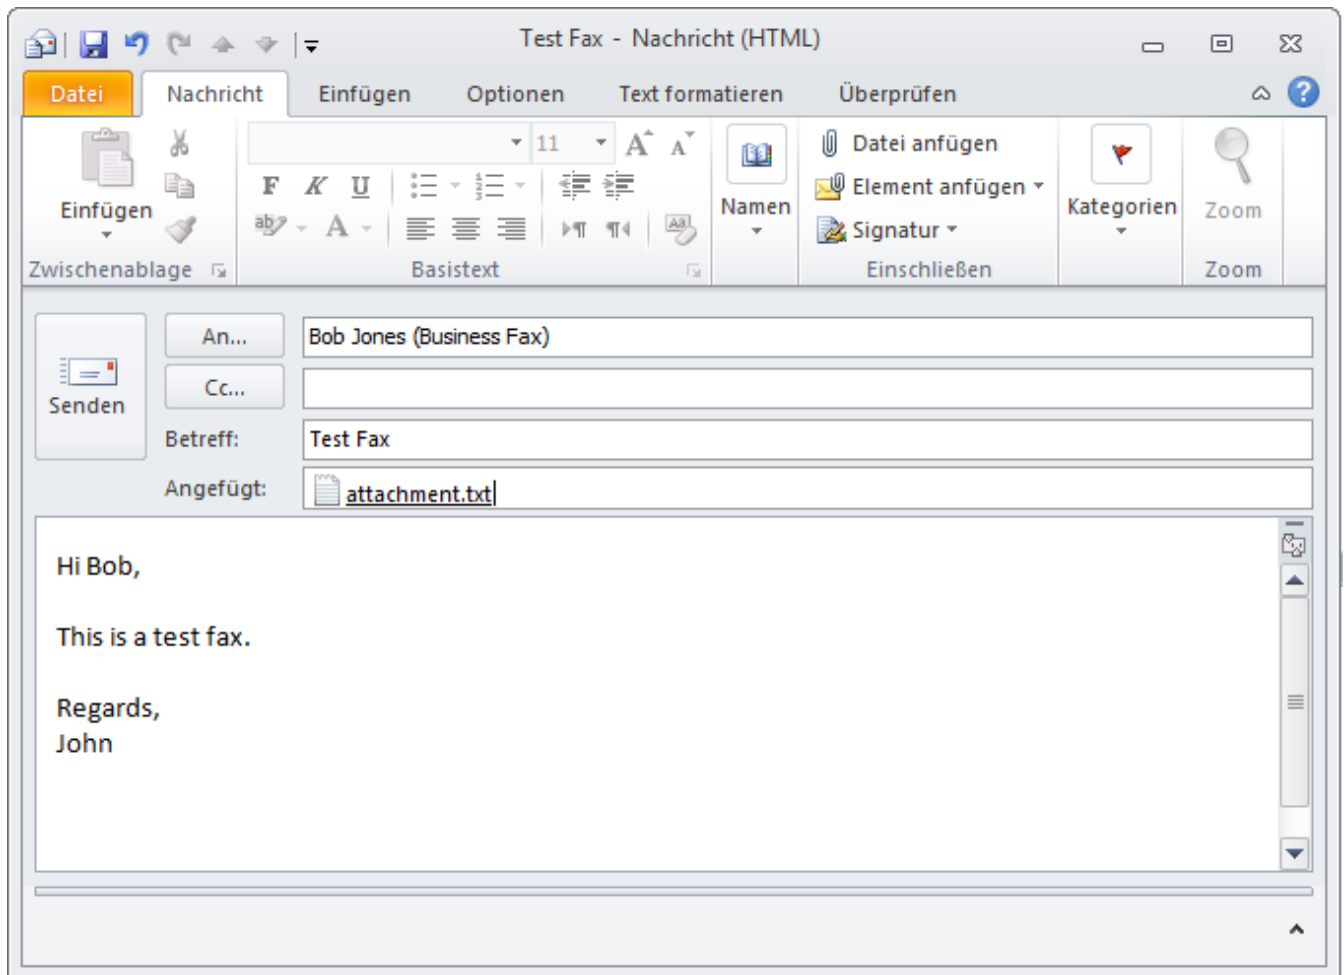 Test Fax - Nachricht (HTML)
Datei Nachricht Einfügen Optionen Text formatieren Überprüfen
Einfügen
Zwischenablage
11
F K U
Basistext
Namen
Datei anfügen
Element anfügen
Signatur
Einschließen
Kategorien
Zoom
Zoom
Senden
An... Bob Jones (Business Fax)
Cc...
Betreff: Test Fax
Angefügt: attachment.txt
Hi Bob,
This is a test fax.
Regards,
John